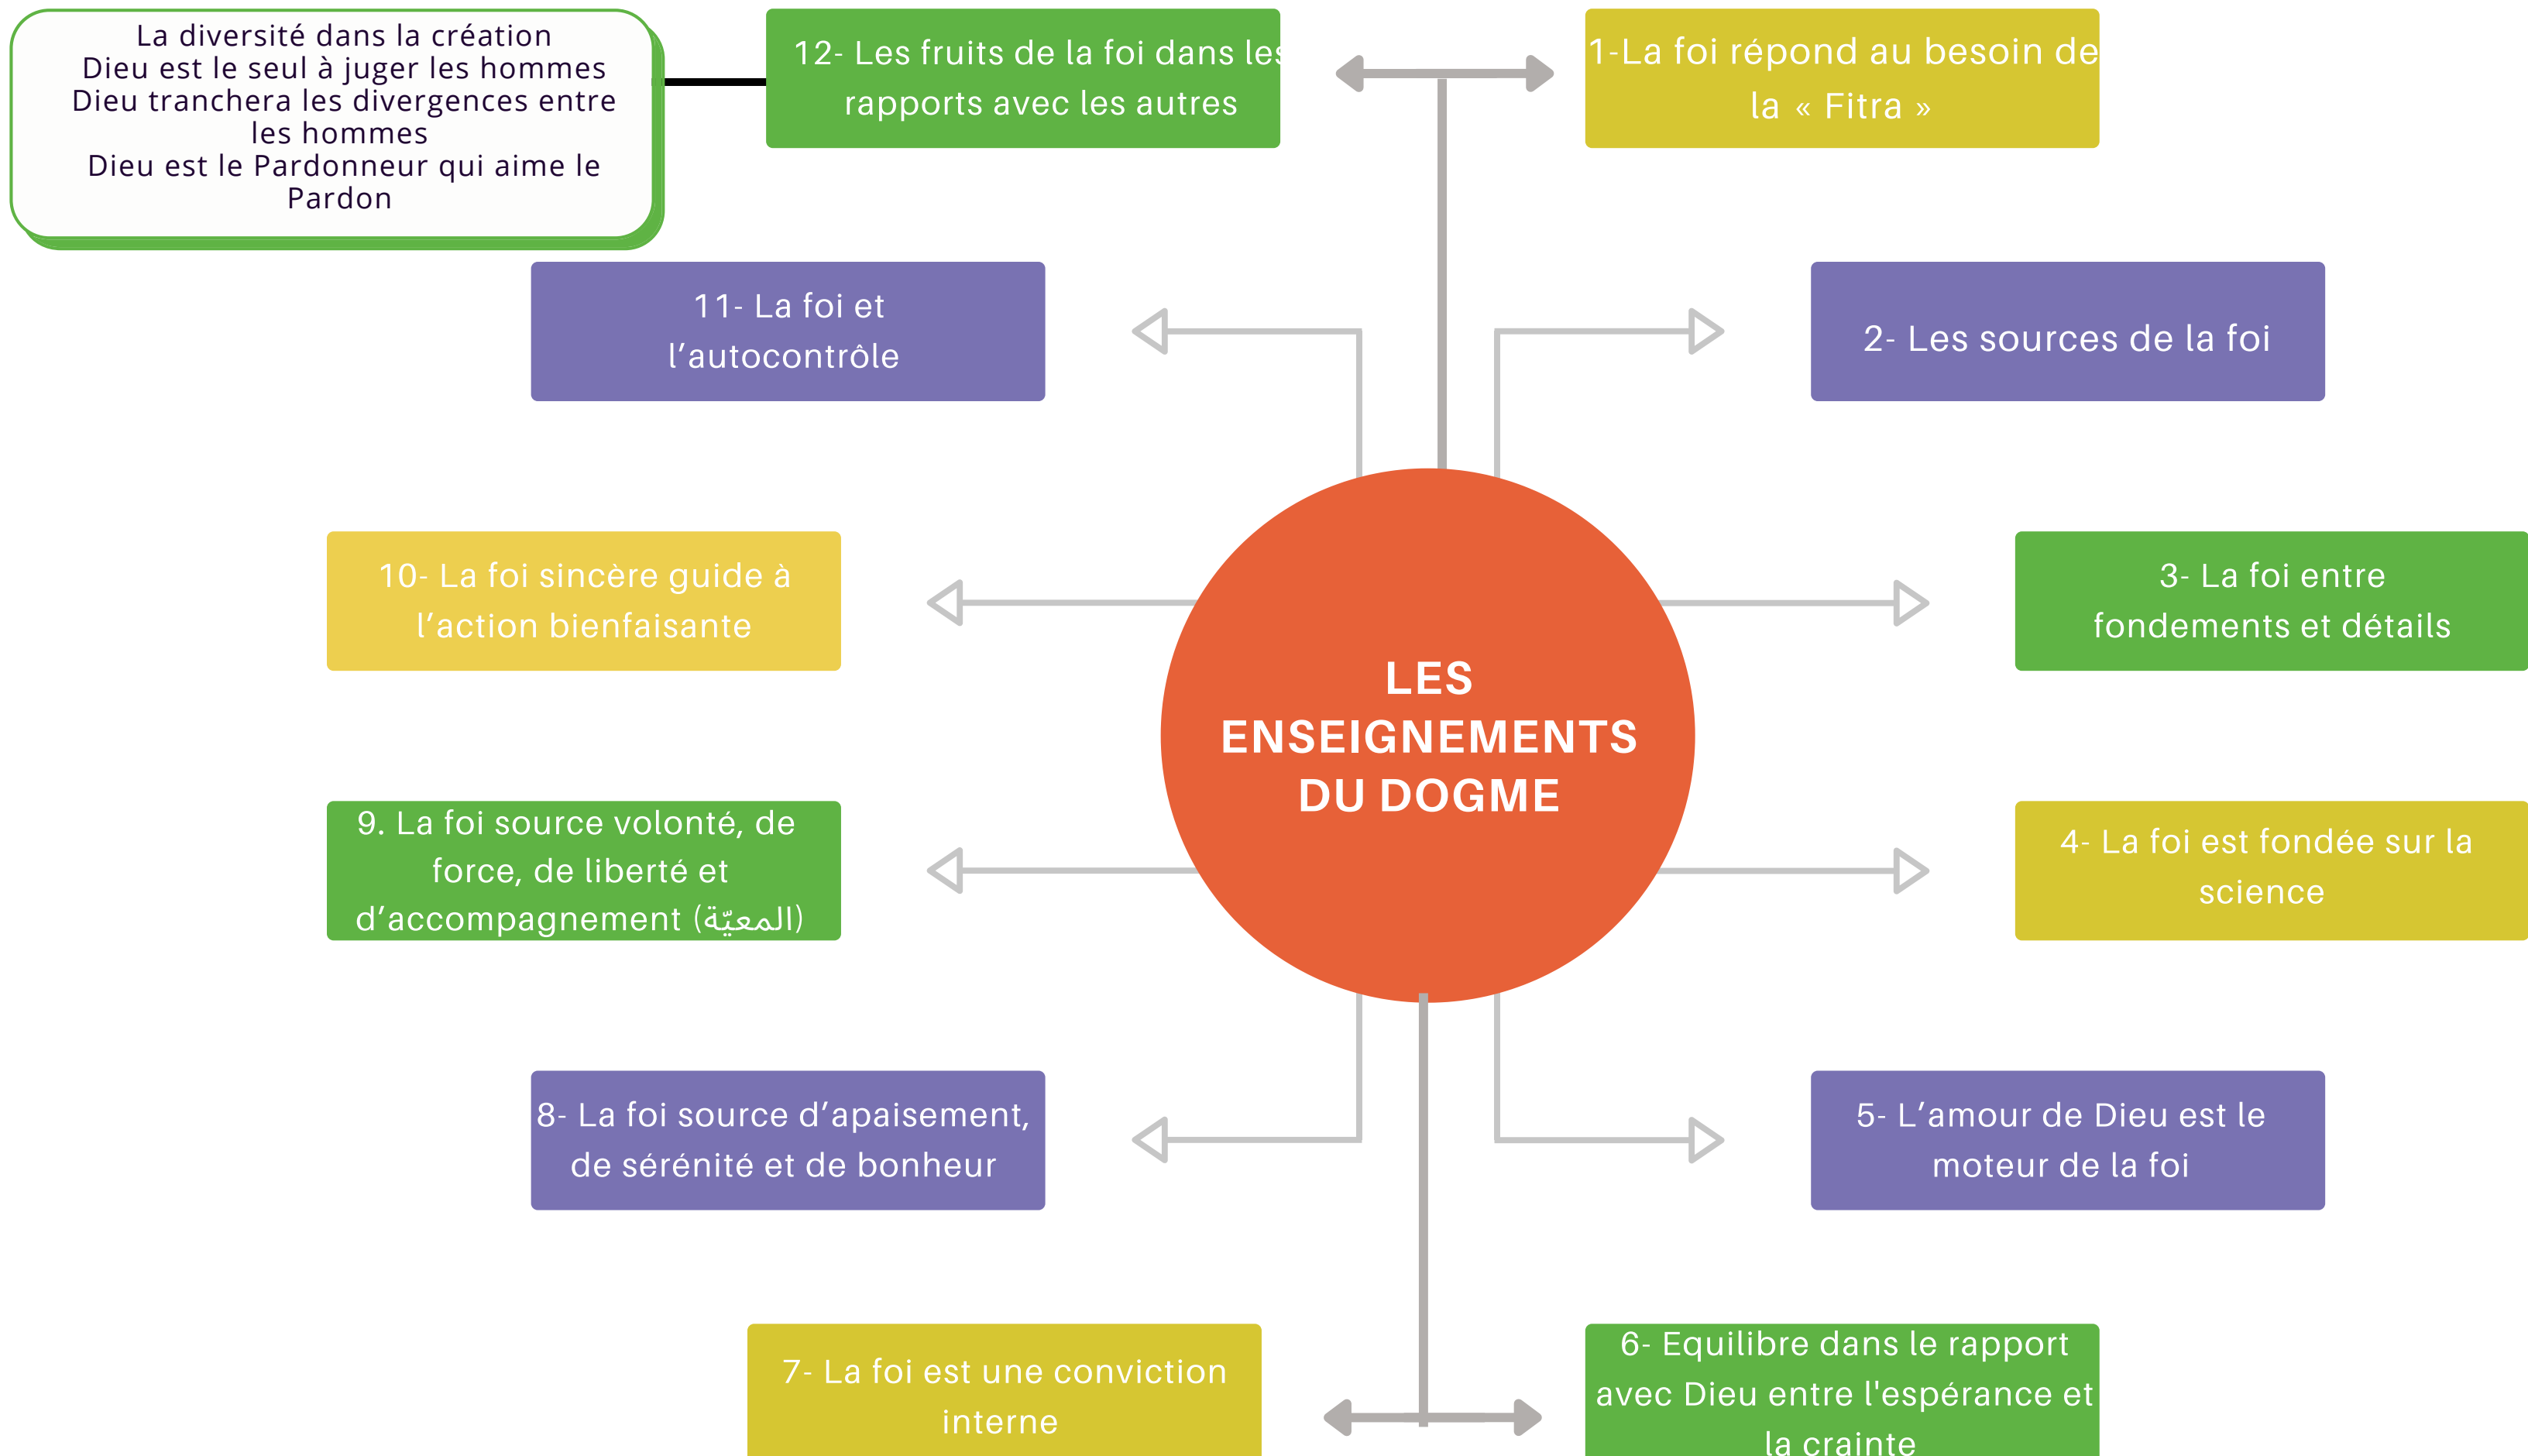 La diversité dans la création
Dieu est le seul à juger les hommes
Dieu tranchera les divergences entre
les hommes
Dieu est le Pardonneur qui aime le
Pardon
12- Les fruits de la foi dans les
rapports avec les autres
1-La foi répond au besoin de
la « Fitra »
11- La foi et
l’autocontrôle
2- Les sources de la foi
10- La foi sincère guide à
l’action bienfaisante
3- La foi entre
fondements et détails
LES
ENSEIGNEMENTS
DU DOGME
9. La foi source volonté, de
force, de liberté et
d’accompagnement (المعيّة)
4- La foi est fondée sur la
science
8- La foi source d’apaisement,
de sérénité et de bonheur
5- L’amour de Dieu est le
moteur de la foi
7- La foi est une conviction
interne
6- Equilibre dans le rapport
avec Dieu entre l'espérance et
la crainte